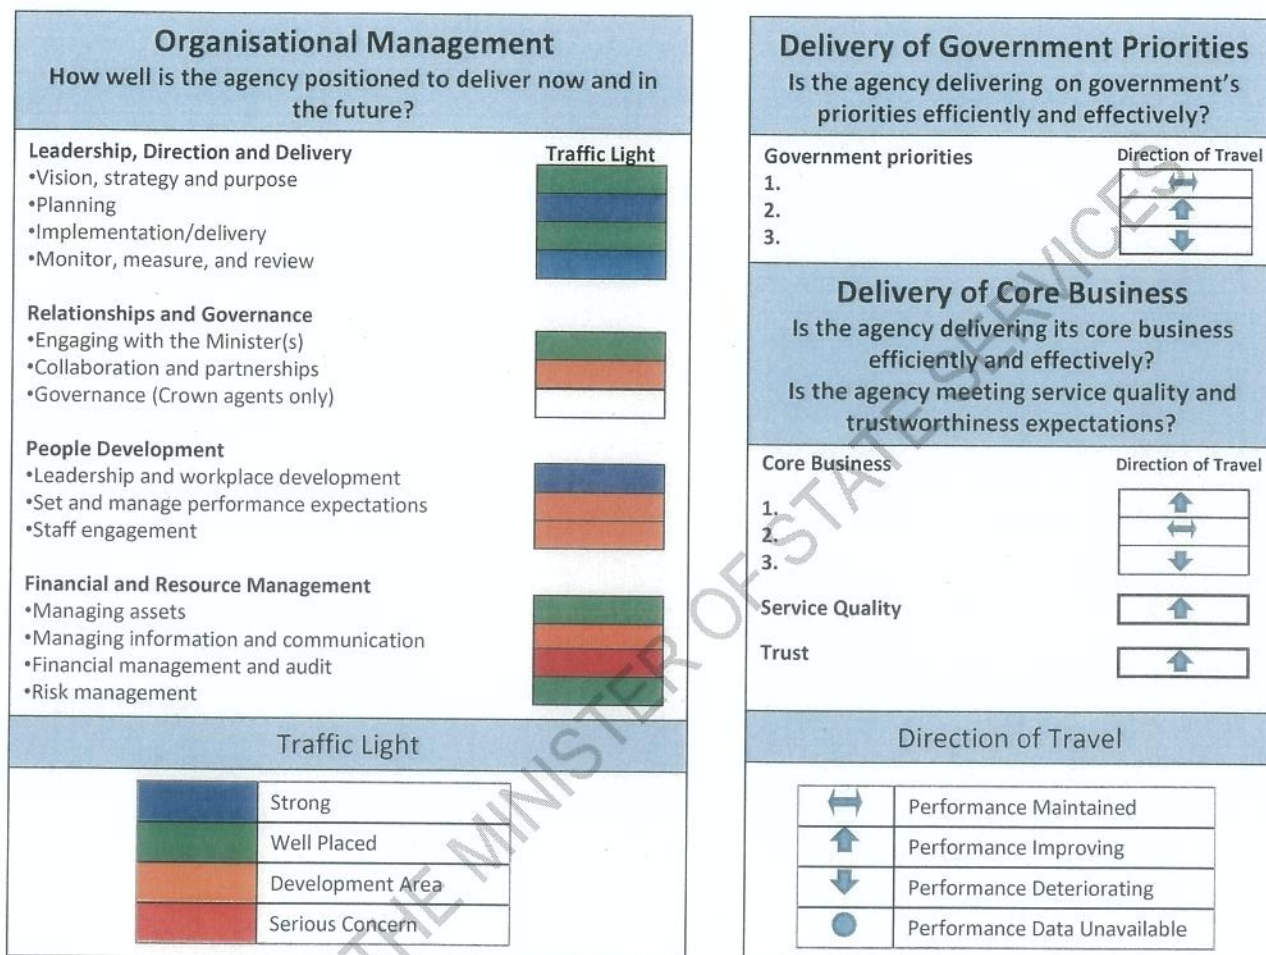 Organisational Management
How well is the agency positioned to deliver now and in
the future?
Leadership, Direction and Delivery
Traffic Light
•Vision, strategy and purpose
•Planning
•Implementation/delivery
•Monitor, measure, and review
Relationships and Governance
•Engaging with the Minister(s)
•Collaboration and partnerships
•Governance (Crown agents only)
People Development
•Leadership and workplace development
•Set and manage performance expectations
•Staff engagement
Financial and Resource Management
•Managing assets
•Managing information and communication
•Financial management and audit
•Risk management
Traffic Light
Strong
Well Placed
Development Area
Serious Concern
Delivery of Government Priorities
Is the agency delivering on government's
priorities efficiently and effectively?
Government priorities
Direction of Travel
1.
2.
3.
Delivery of Core Business
Is the agency delivering its core business
efficiently and effectively?
Is the agency meeting service quality and
trustworthiness expectations?
Core Business
Direction of Travel
1.
2.
3.
Service Quality
Trust
Direction of Travel
Performance Maintained
Performance Improving
Performance Deteriorating
Performance Data Unavailable
THE MINISTER OF STATE SERVICES